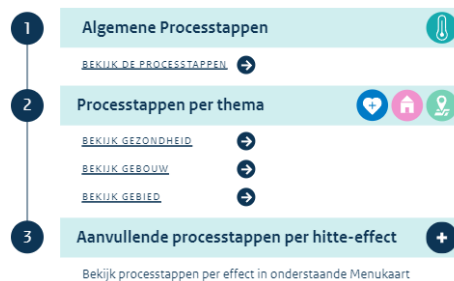 1 Algemene Processtappen
BEKIJK DE PROCESSTAPPEN
2 Processtappen per thema
BEKIJK GEZONDHEID
BEKIJK GEBOUW
BEKIJK GEBIED
3 Aanvullende processtappen per hitte-effect
Bekijk processtappen per effect in onderstaande Menukaart